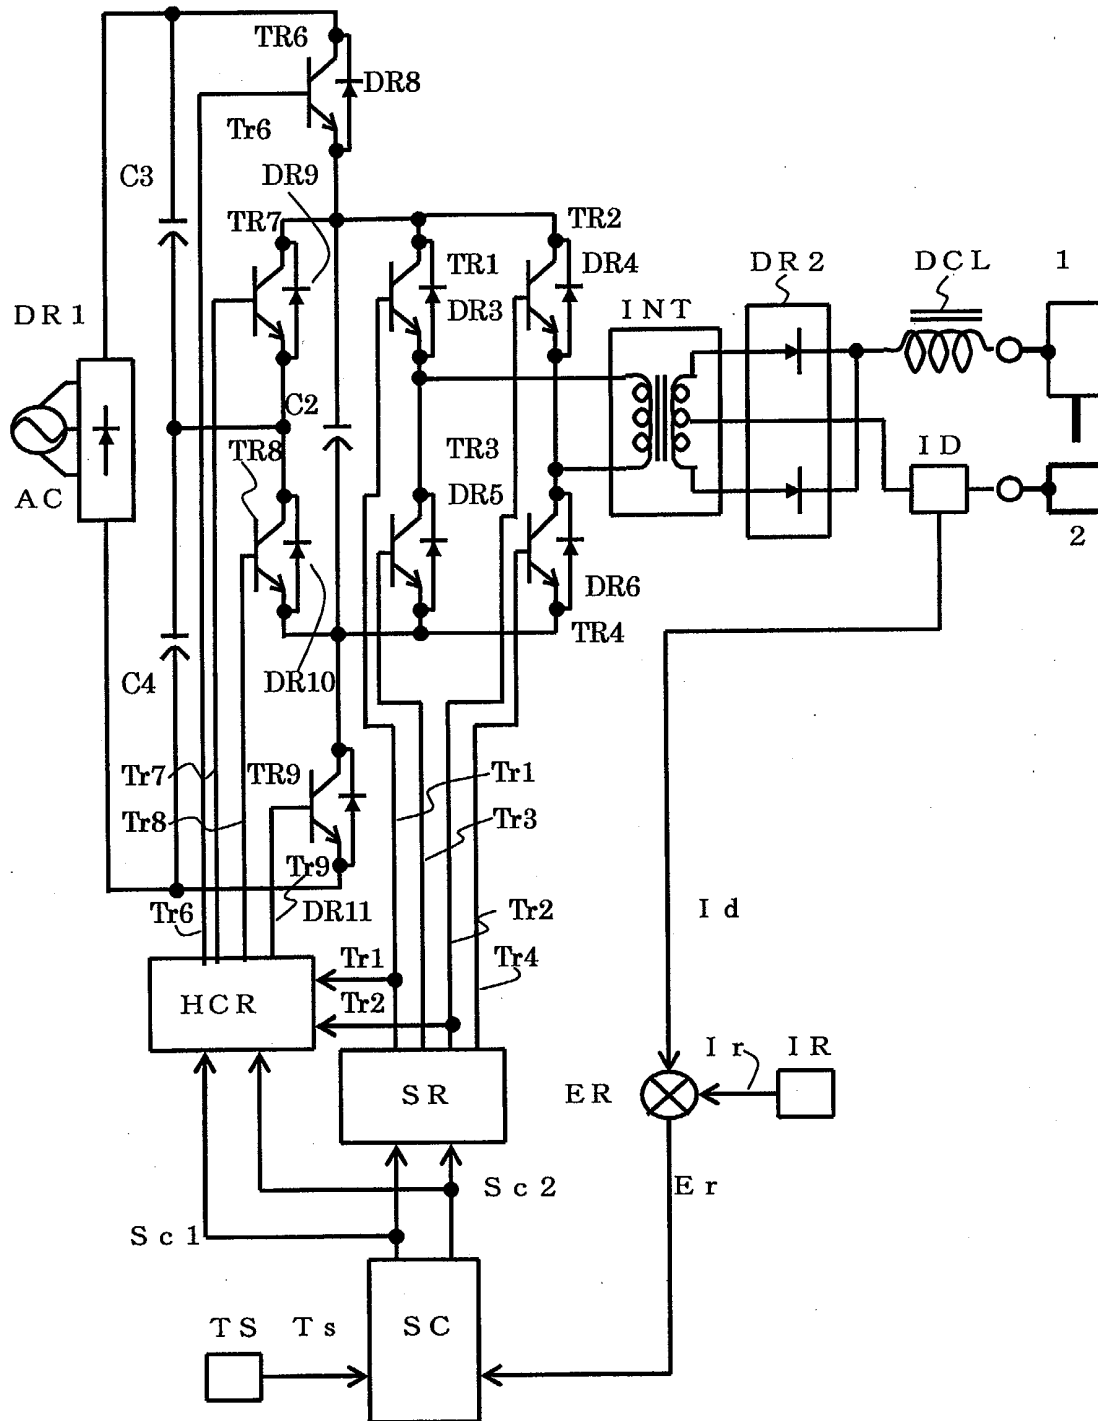 TR6
DR8
Tr6
C3
DR9
TR7
TR2
TR1
DR4
DR2
DCL
1
DR1
DR3
INT
C2
TR8
TR3
ID
AC
DR5
2
DR6
TR4
C4
DR10
Tr7
TR9
Tr1
Tr8
Tr3
Tr9
Tr6
DR11
Tr2
Id
Tr1
Tr4
HCR
Tr2
Ir
IR
SR
ER
Sc2
Er
Sc1
TS
Ts
SC